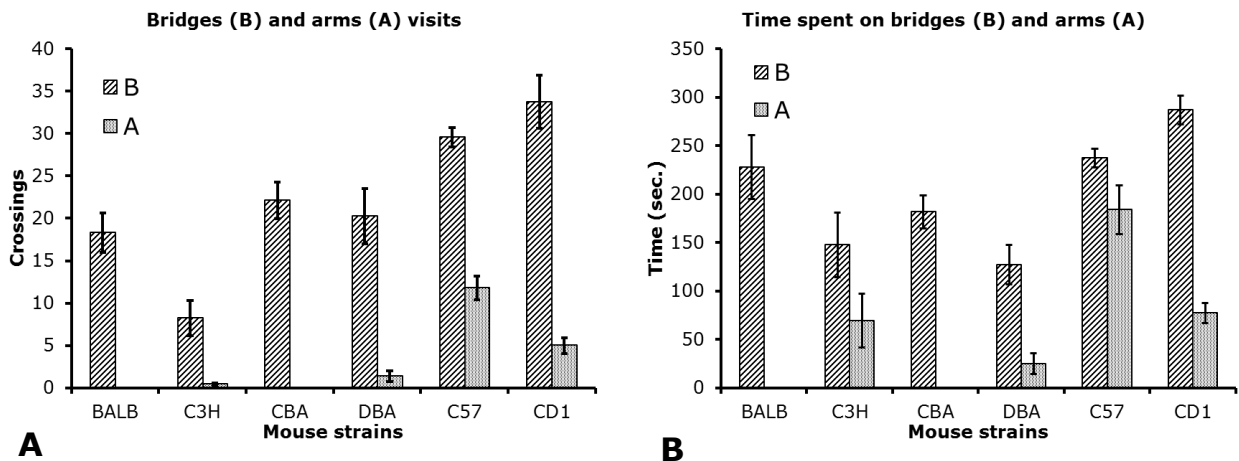 Bridges (B) and arms (A) visits
40
35
30
25
20
15
10
5
0
Crossings
B
A
BALB C3H CBA DBA C57 CD1
Mouse strains
A
Time spent on bridges (B) and arms (A)
350
300
250
200
150
100
50
0
Time (sec.)
B
A
BALB C3H CBA DBA C57 CD1
Mouse strains
B